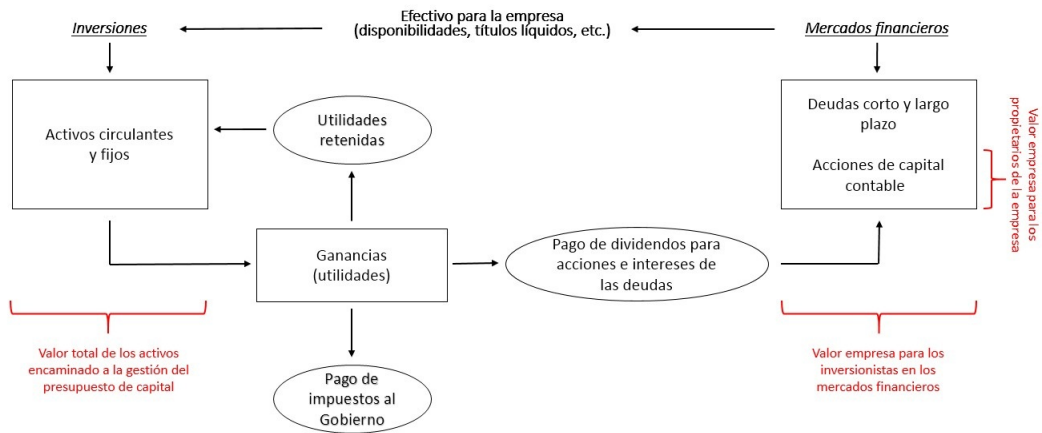 Efectivo para la empresa
(disponibilidades, títulos líquidos, etc.)
Inversiones
Mercados financieros
Activos circulantes
y fijos
Utilidades
retenidas
Deudas corto y largo
plazo
Acciones de capital
contable
Valor empresa para los
propietarios de la empresa
Ganancias
(utilidades)
Pago de dividendos para
acciones e intereses de
las deudas
Valor total de los activos
encaminado a la gestión del
presupuesto de capital
Pago de
impuestos al
Gobierno
Valor empresa para los
inversionistas en los
mercados financieros